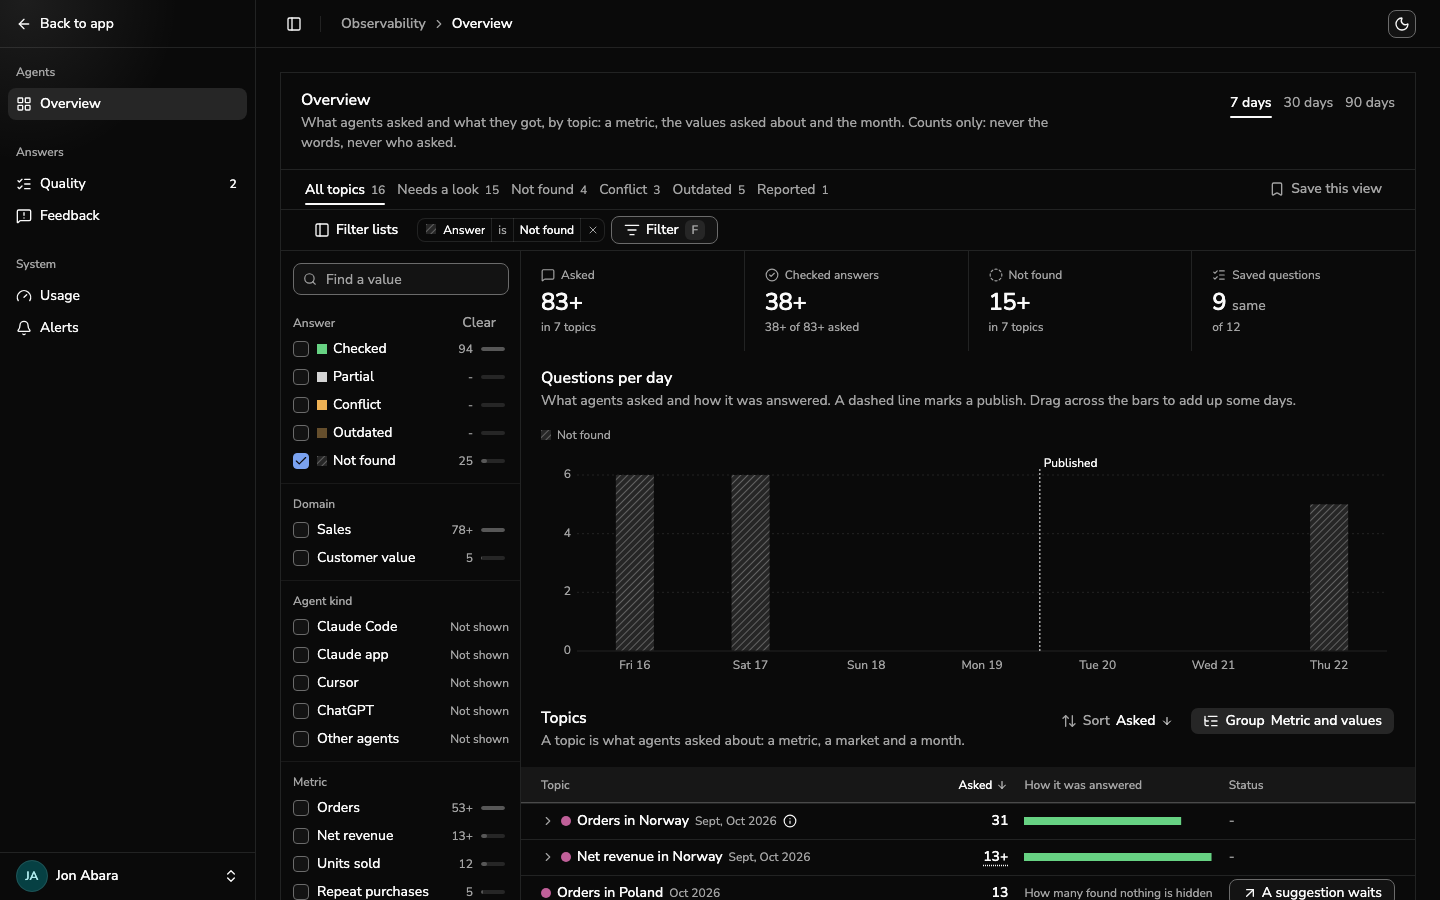 Back to app
Agents
Overview
Answers
Quality 2
Feedback
System
Usage
Alerts
JA Jon Abara
Observability > Overview
Overview
What agents asked and what they got, by topic: a metric, the values asked about and the month. Counts only: never the
words, never who asked.
7 days 30 days 90 days
All topics 16 Needs a look 15 Not found 4 Conflict 3 Outdated 5 Reported 1
Save this view
Filter lists
Answer is Not found
Filter F
Find a value
Answer Clear
Checked 94
Partial -
Conflict -
Outdated -
Not found 25
Domain
Sales 78+
Customer value 5
Agent kind
Claude Code Not shown
Claude app Not shown
Cursor Not shown
ChatGPT Not shown
Other agents Not shown
Metric
Orders 53+
Net revenue 13+
Units sold 12
Repeat purchases 5
Asked
83+
in 7 topics
Checked answers
38+
38+ of 83+ asked
Not found
15+
in 7 topics
Saved questions
9 same
of 12
Questions per day
What agents asked and how it was answered. A dashed line marks a publish. Drag across the bars to add up some days.
Not found
Published
6
4
2
0
Fri 16 Sat 17 Sun 18 Mon 19 Tue 20 Wed 21 Thu 22
Topics
A topic is what agents asked about: a metric, a market and a month.
Sort Asked ↓
Group Metric and values
Topic Asked ↓ How it was answered Status
Orders in Norway Sept, Oct 2026 31 -
Net revenue in Norway Sept, Oct 2026 13+ -
Orders in Poland Oct 2026 13 How many found nothing is hidden A suggestion waits